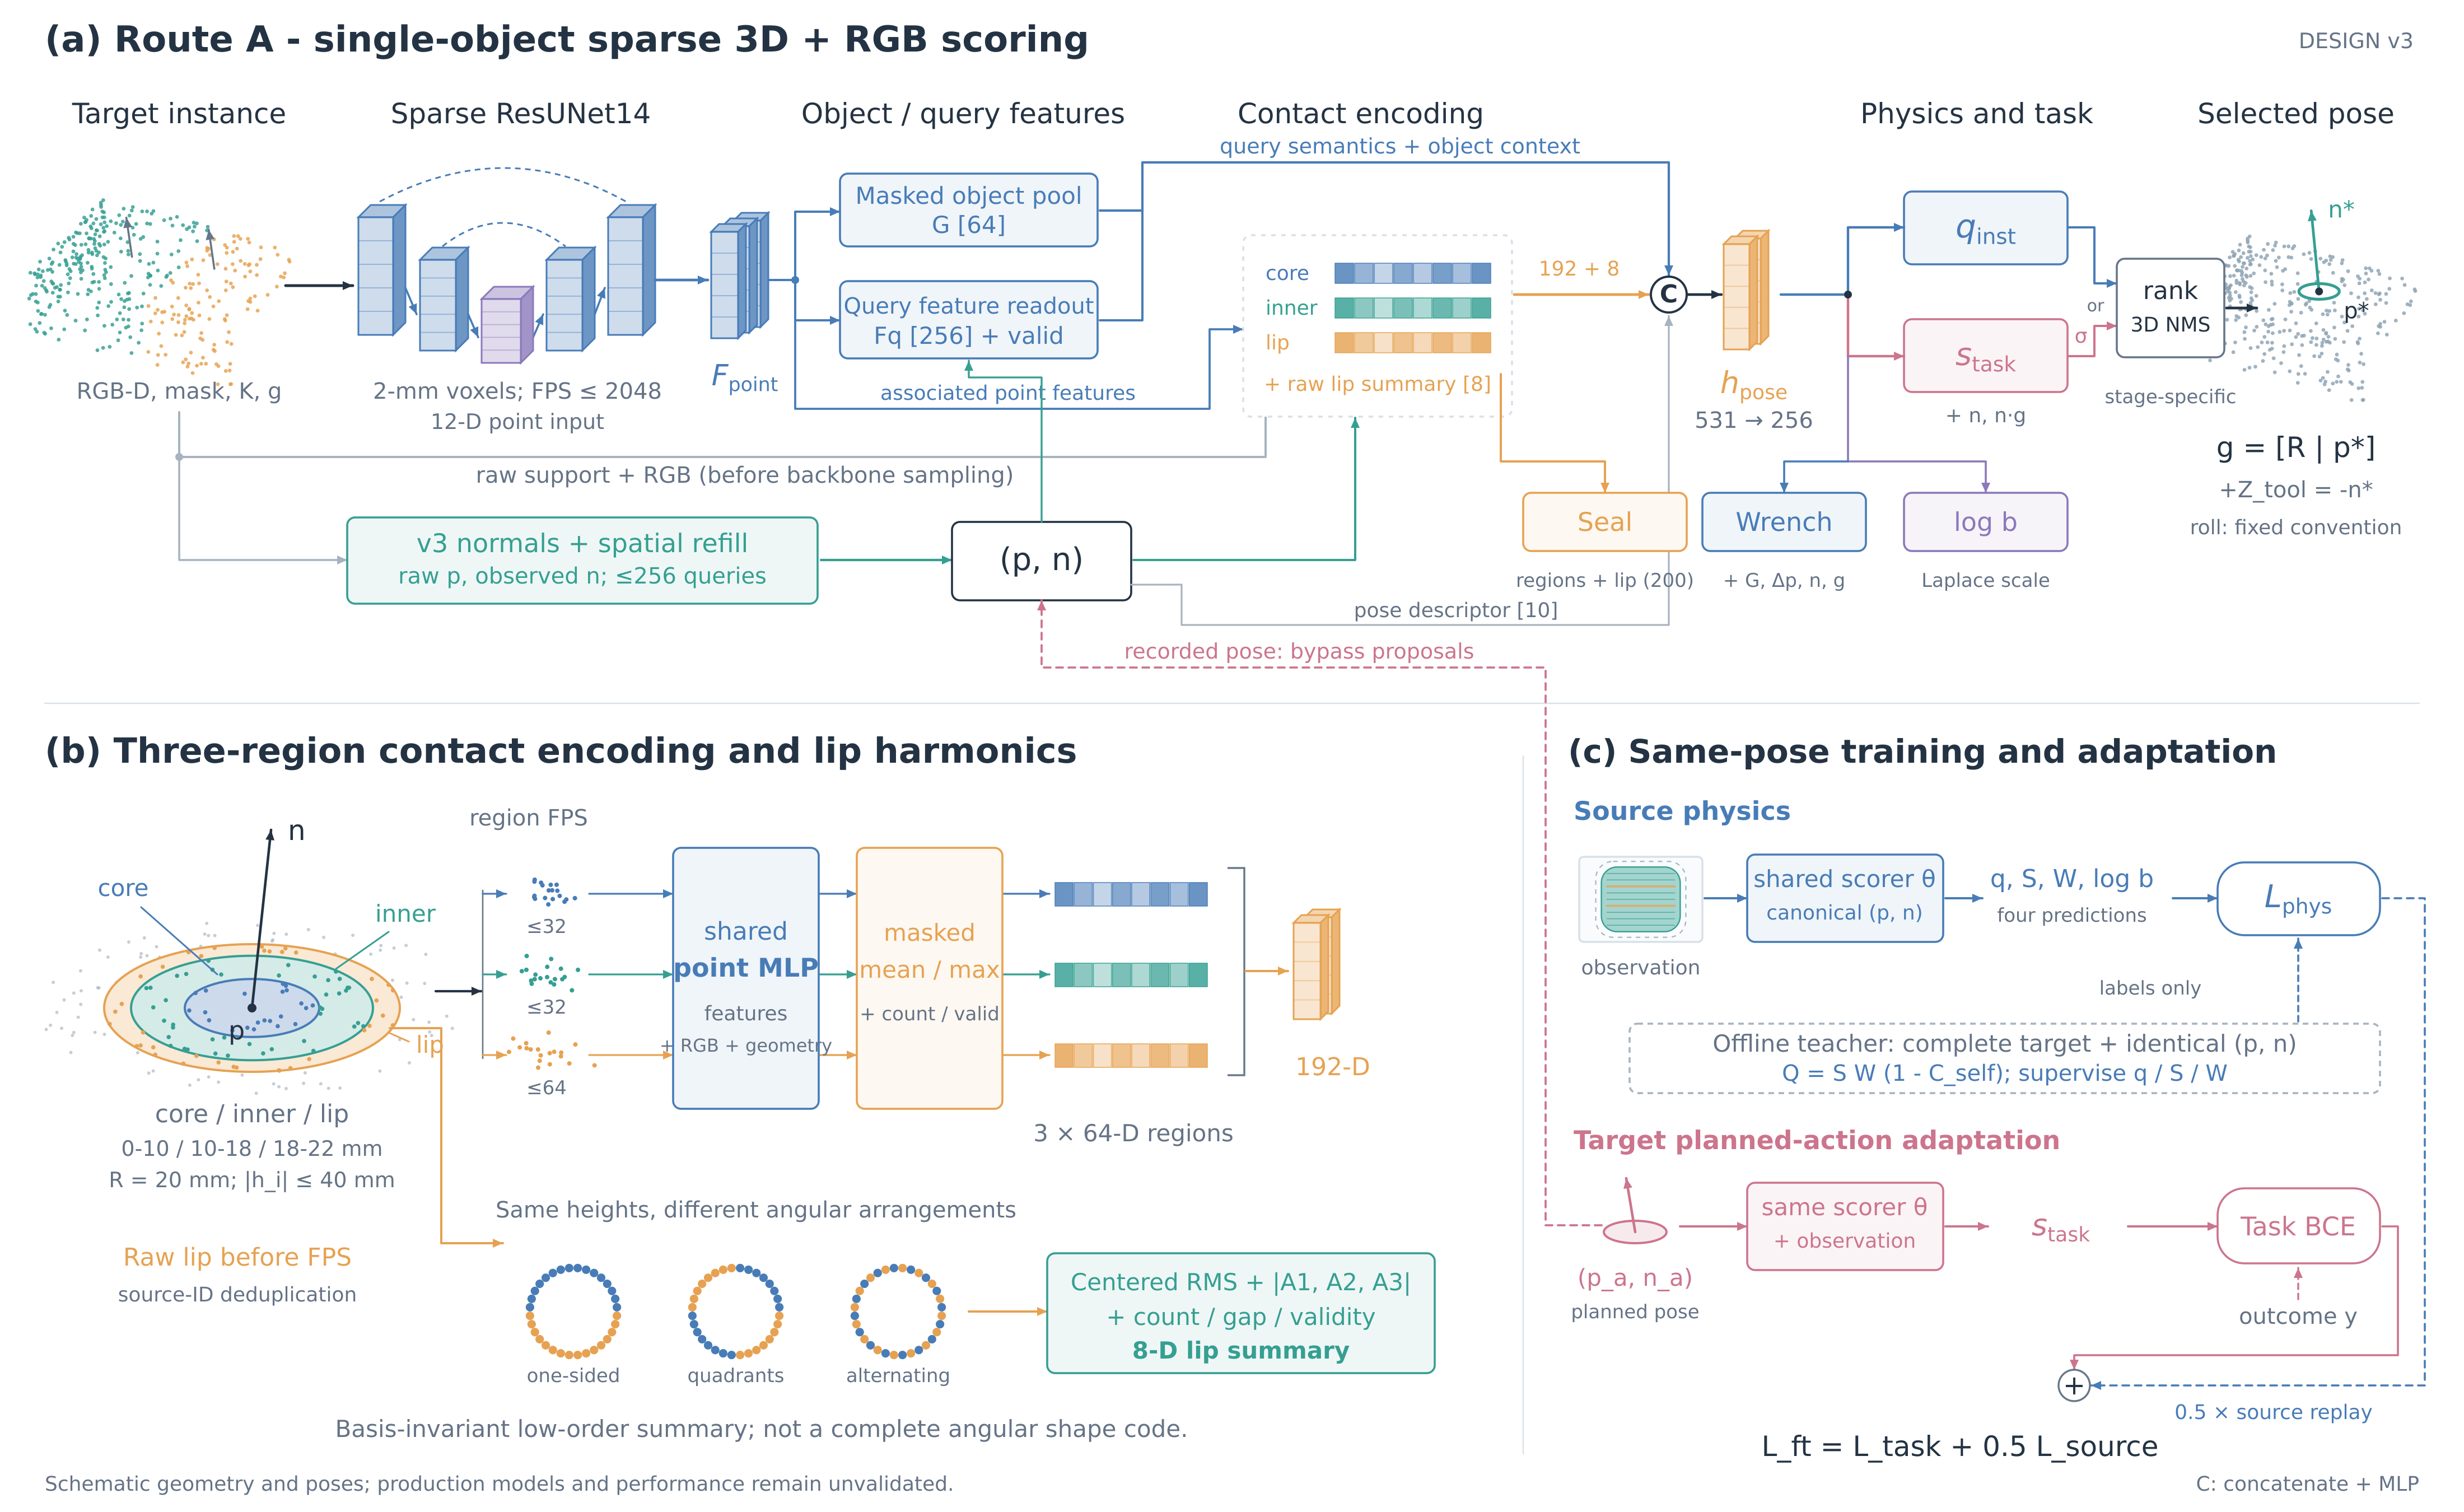 (a) Route A - single-object sparse 3D + RGB scoring
DESIGN v3
Target instance
Sparse ResUNet14
Object / query features
Contact encoding
Physics and task
Selected pose
query semantics + object context
Masked object pool
G [64]
Query feature readout
Fq [256] + valid
F_point
associated point features
core
inner
lip
+ raw lip summary [8]
192 + 8
C
h_pose
531 → 256
q_inst
s_task
+ n, n·g
or
σ
rank
3D NMS
stage-specific
n*
p*
g = [R | p*]
+Z_tool = -n*
roll: fixed convention
RGB-D, mask, K, g
2-mm voxels; FPS ≤ 2048
12-D point input
raw support + RGB (before backbone sampling)
v3 normals + spatial refill
raw p, observed n; ≤256 queries
(p, n)
Seal
regions + lip (200)
Wrench
+ G, Δp, n, g
log b
Laplace scale
pose descriptor [10]
recorded pose: bypass proposals
(b) Three-region contact encoding and lip harmonics
region FPS
n
core
inner
p
lip
core / inner / lip
0-10 / 10-18 / 18-22 mm
R = 20 mm; |h_i| ≤ 40 mm
≤32
≤32
≤64
shared
point MLP
features
+ RGB + geometry
masked
mean / max
+ count / valid
192-D
3 × 64-D regions
Same heights, different angular arrangements
Raw lip before FPS
source-ID deduplication
one-sided
quadrants
alternating
Centered RMS + |A1, A2, A3|
+ count / gap / validity
8-D lip summary
Basis-invariant low-order summary; not a complete angular shape code.
(c) Same-pose training and adaptation
Source physics
observation
shared scorer θ
canonical (p, n)
q, S, W, log b
four predictions
L_phys
labels only
Offline teacher: complete target + identical (p, n)
Q = S W (1 - C_self); supervise q / S / W
Target planned-action adaptation
(p_a, n_a)
planned pose
same scorer θ
+ observation
s_task
Task BCE
outcome y
+
0.5 × source replay
L_ft = L_task + 0.5 L_source
Schematic geometry and poses; production models and performance remain unvalidated.
C: concatenate + MLP